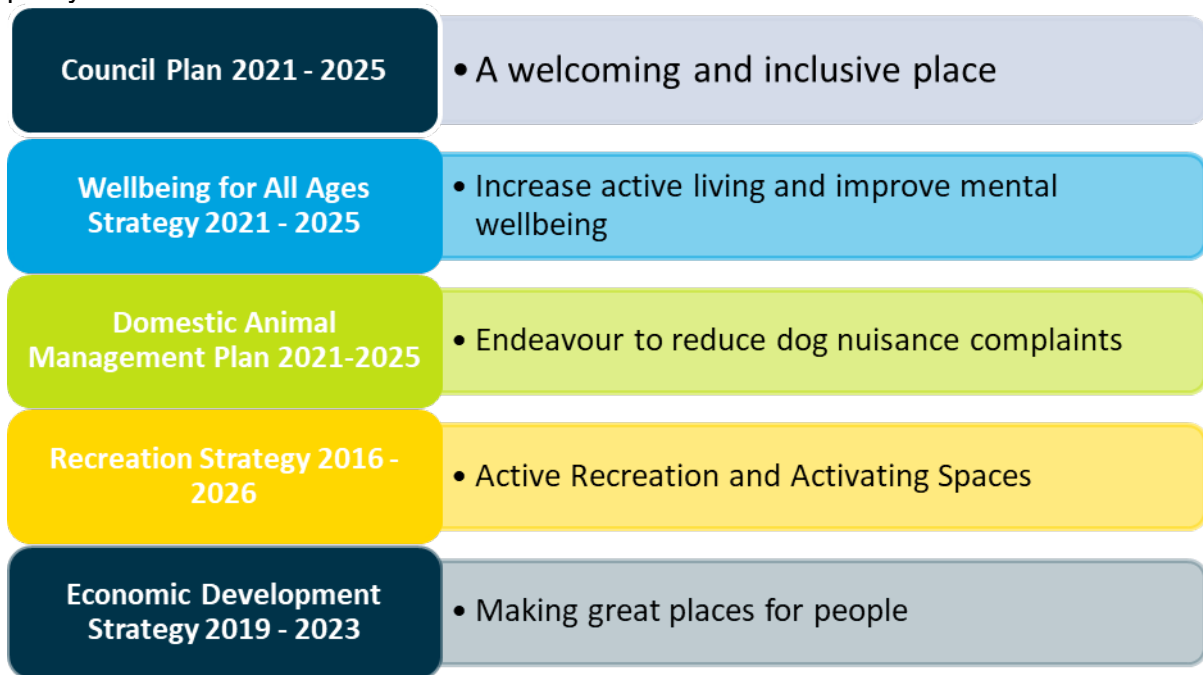 Council Plan 2021 - 2025
• A welcoming and inclusive place
Wellbeing for All Ages
Strategy 2021 - 2025
• Increase active living and improve mental
wellbeing
Domestic Animal
Management Plan 2021-2025
• Endeavour to reduce dog nuisance complaints
Recreation Strategy 2016 -
2026
• Active Recreation and Activating Spaces
Economic Development
Strategy 2019 - 2023
• Making great places for people